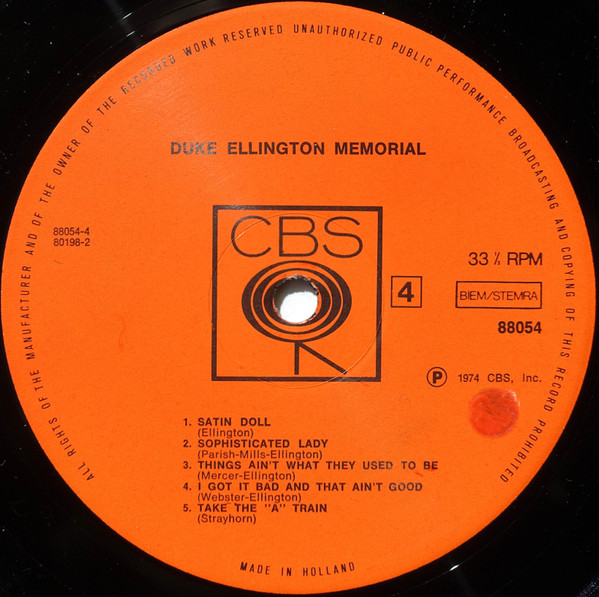 ALL RIGHTS OF THE MANUFACTURER AND OF THE OWNER OF THE RECORDED WORK RESERVED UNAUTHORIZED PUBLIC PERFORMANCE BROADCASTING AND COPYING OF THIS RECORD PROHIBITED
DUKE ELLINGTON MEMORIAL
CBS
88054-4
80198-2
4
33 ⅓ RPM
BIEM/STEMRA
88054
Ⓟ 1974 CBS, Inc.
1. SATIN DOLL
(Ellington)
2. SOPHISTICATED LADY
(Parish-Mills-Ellington)
3. THINGS AIN'T WHAT THEY USED TO BE
(Mercer-Ellington)
4. I GOT IT BAD AND THAT AIN'T GOOD
(Webster-Ellington)
5. TAKE THE "A" TRAIN
(Strayhorn)
MADE IN HOLLAND